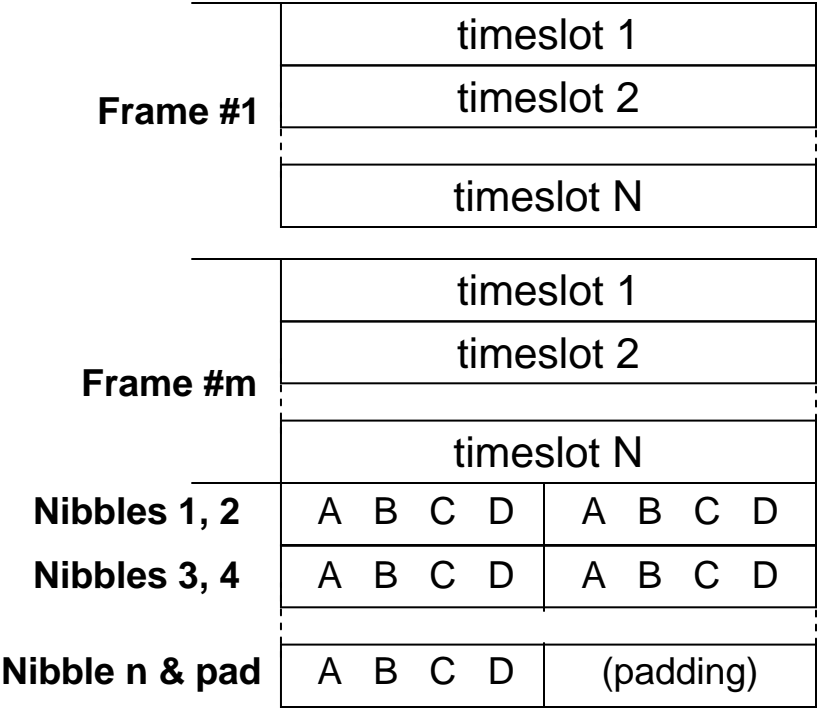 timeslot 1
Frame #1 timeslot 2
timeslot N
timeslot 1
timeslot 2
Frame #m
timeslot N
Nibbles 1, 2 A B C D A B C D
Nibbles 3, 4 A B C D A B C D
Nibble n & pad A B C D (padding)